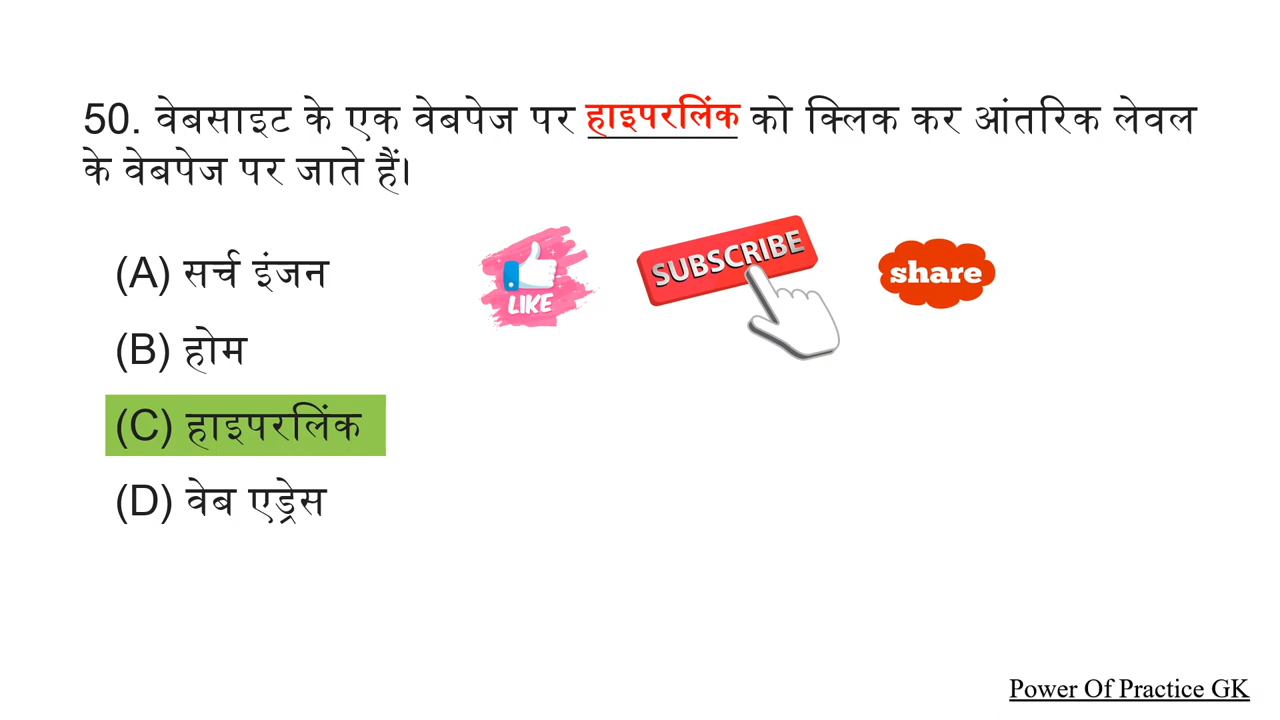 50. वेबसाइट के एक वेबपेज पर हाइपरलिंक को क्लिक कर आंतरिक लेवल
के वेबपेज पर जाते हैं।
(A) सर्च इंजन
(B) होम
(C) हाइपरलिंक
(D) वेब एड्रेस
LIKE
SUBSCRIBE
share
Power Of Practice GK